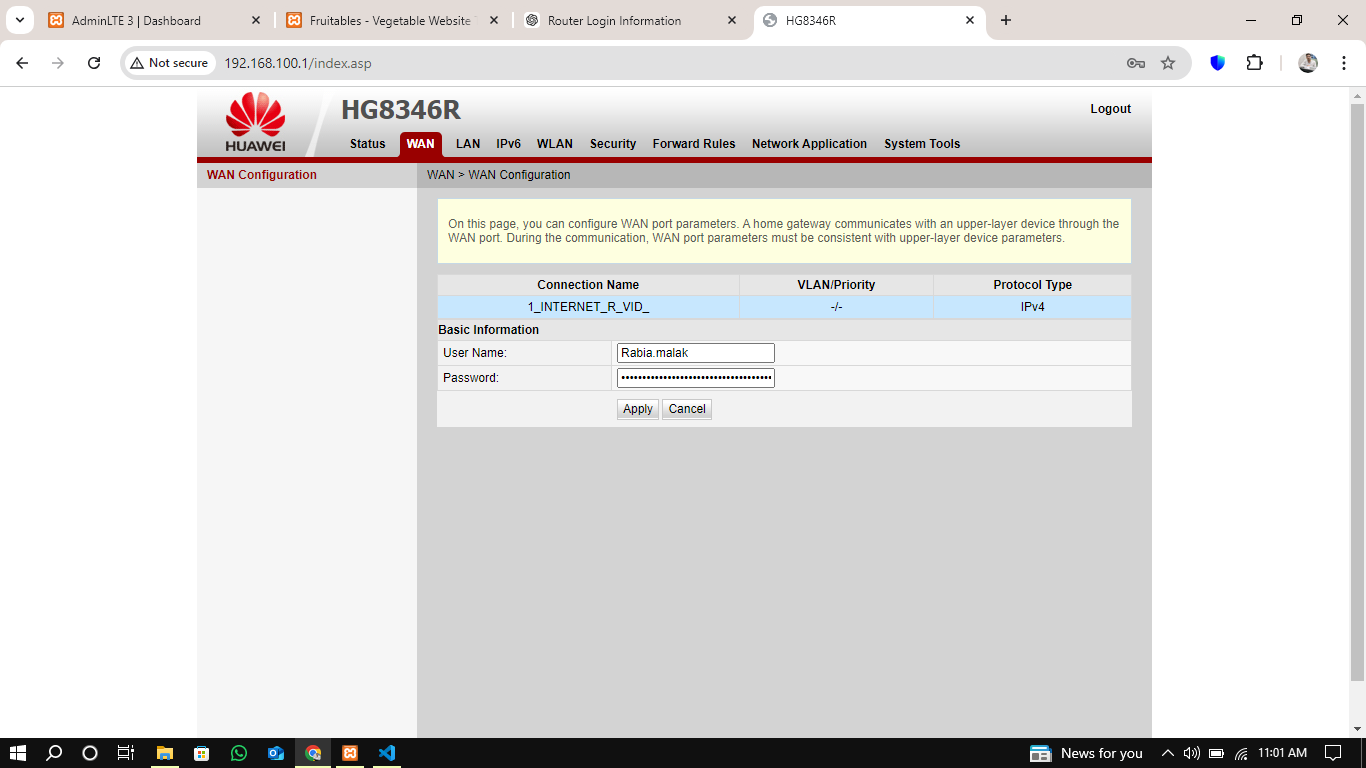 AdminLTE 3 | Dashboard
Fruitables - Vegetable Website
Router Login Information
HG8346R
Not secure
192.168.100.1/index.asp
HUAWEI
HG8346R
Logout
Status WAN LAN IPv6 WLAN Security Forward Rules Network Application System Tools
WAN Configuration
WAN > WAN Configuration
On this page, you can configure WAN port parameters. A home gateway communicates with an upper-layer device through the
WAN port. During the communication, WAN port parameters must be consistent with upper-layer device parameters.
Connection Name VLAN/Priority Protocol Type
1_INTERNET_R_VID_ -/- IPv4
Basic Information
User Name: Rabia.malak
Password: ••••••••••••••••••••••••••••••••••••
Apply Cancel
News for you
11:01 AM